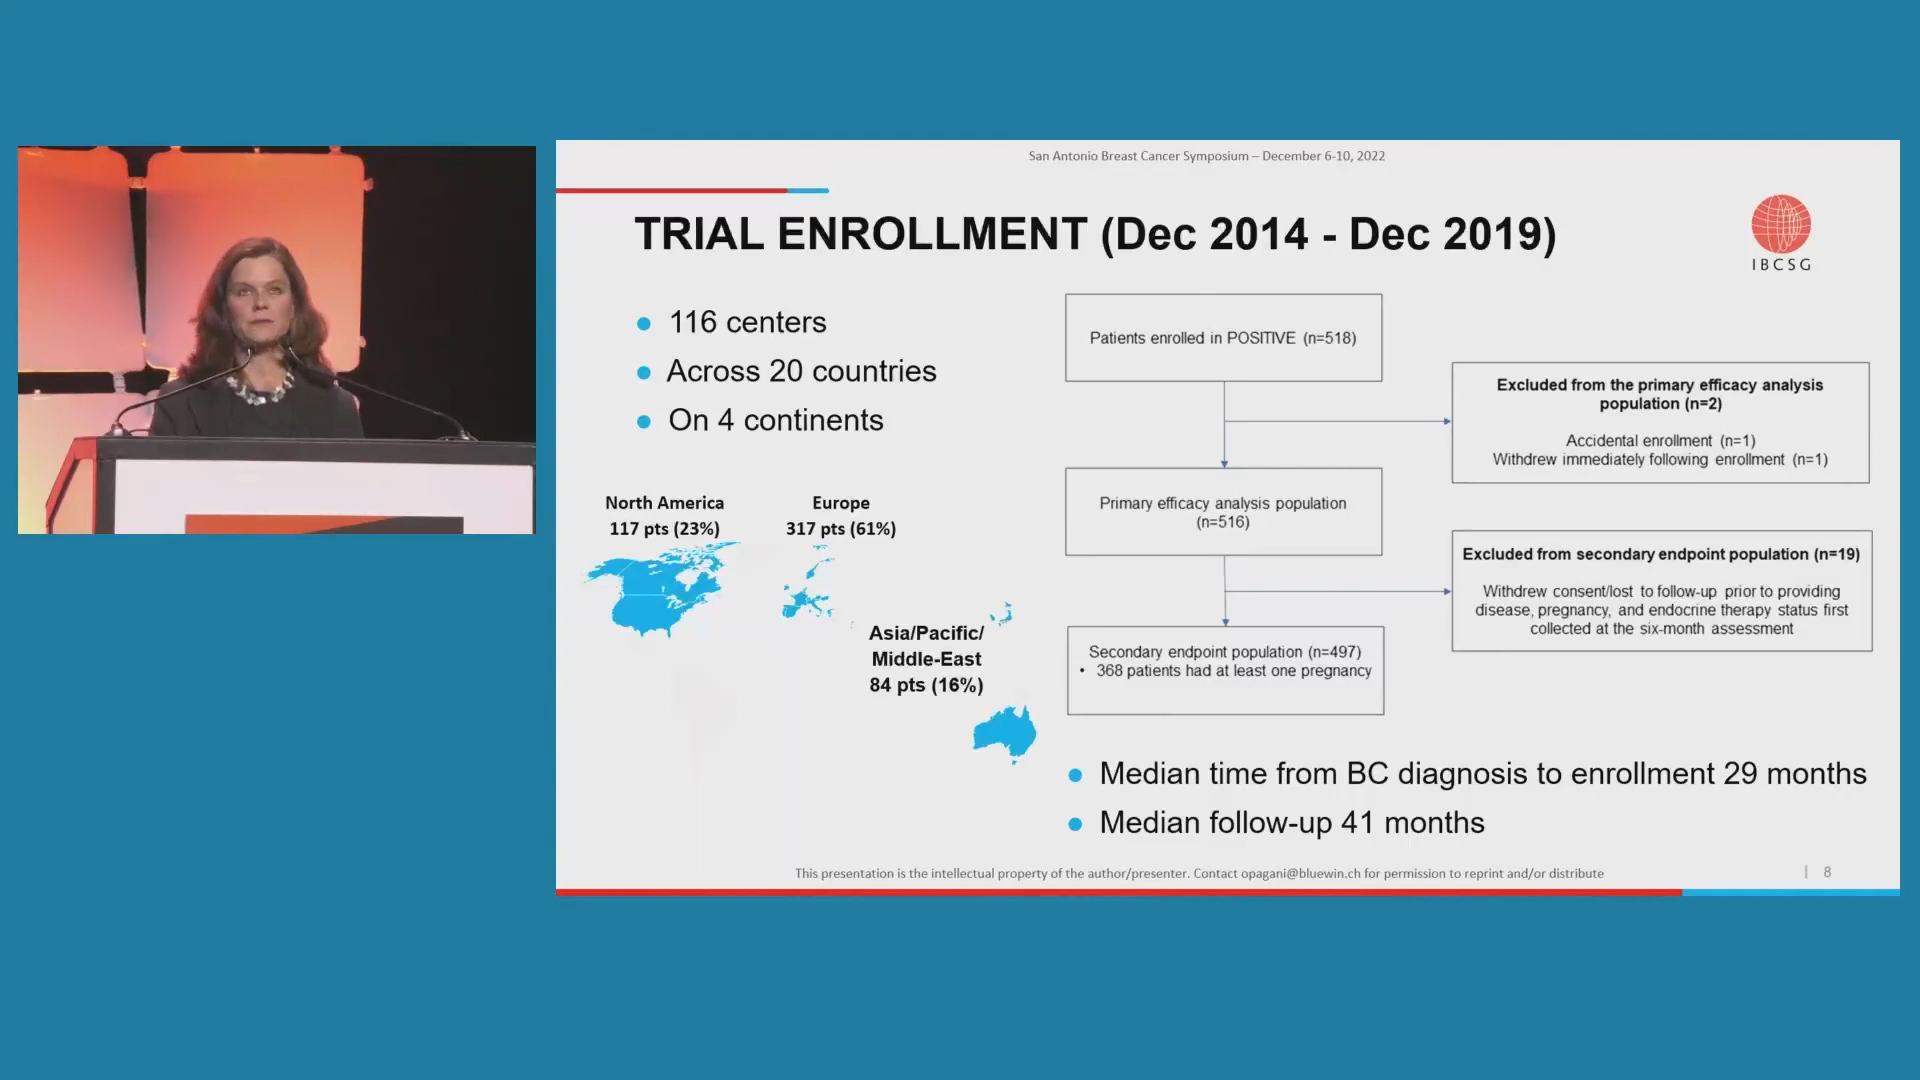 San Antonio Breast Cancer Symposium – December 6-10, 2022
TRIAL ENROLLMENT (Dec 2014 - Dec 2019)
IBCSG
● 116 centers
● Across 20 countries
● On 4 continents
North America
117 pts (23%)
Europe
317 pts (61%)
Asia/Pacific/
Middle-East
84 pts (16%)
Patients enrolled in POSITIVE (n=518)
Excluded from the primary efficacy analysis
population (n=2)
Accidental enrollment (n=1)
Withdrew immediately following enrollment (n=1)
Primary efficacy analysis population
(n=516)
Excluded from secondary endpoint population (n=19)
Withdrew consent/lost to follow-up prior to providing
disease, pregnancy, and endocrine therapy status first
collected at the six-month assessment
Secondary endpoint population (n=497)
• 368 patients had at least one pregnancy
● Median time from BC diagnosis to enrollment 29 months
● Median follow-up 41 months
This presentation is the intellectual property of the author/presenter. Contact opagani@bluewin.ch for permission to reprint and/or distribute
| 8